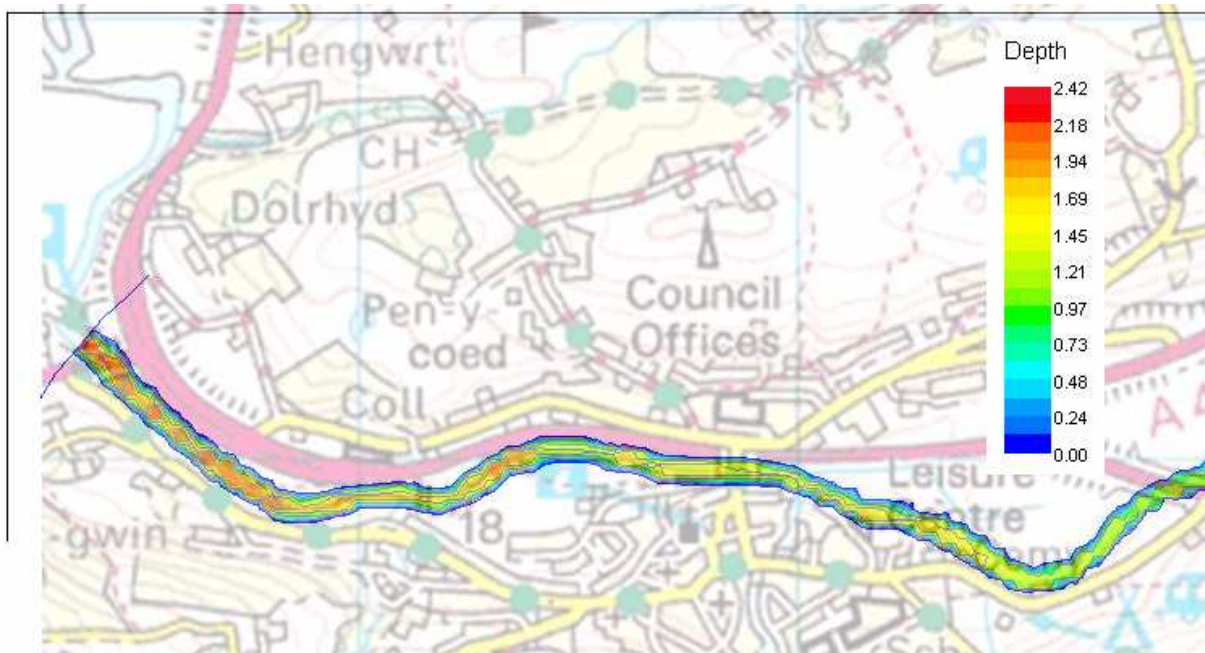 Hengwrt
Depth
2.42
2.18
1.94
1.69
1.45
1.21
0.97
0.73
0.48
0.24
0.00
CH
Dolrhyd
Council
Offices
Pen-y-
coed
Coll
A4
Leisure
Centre
18
-gwin
Sch